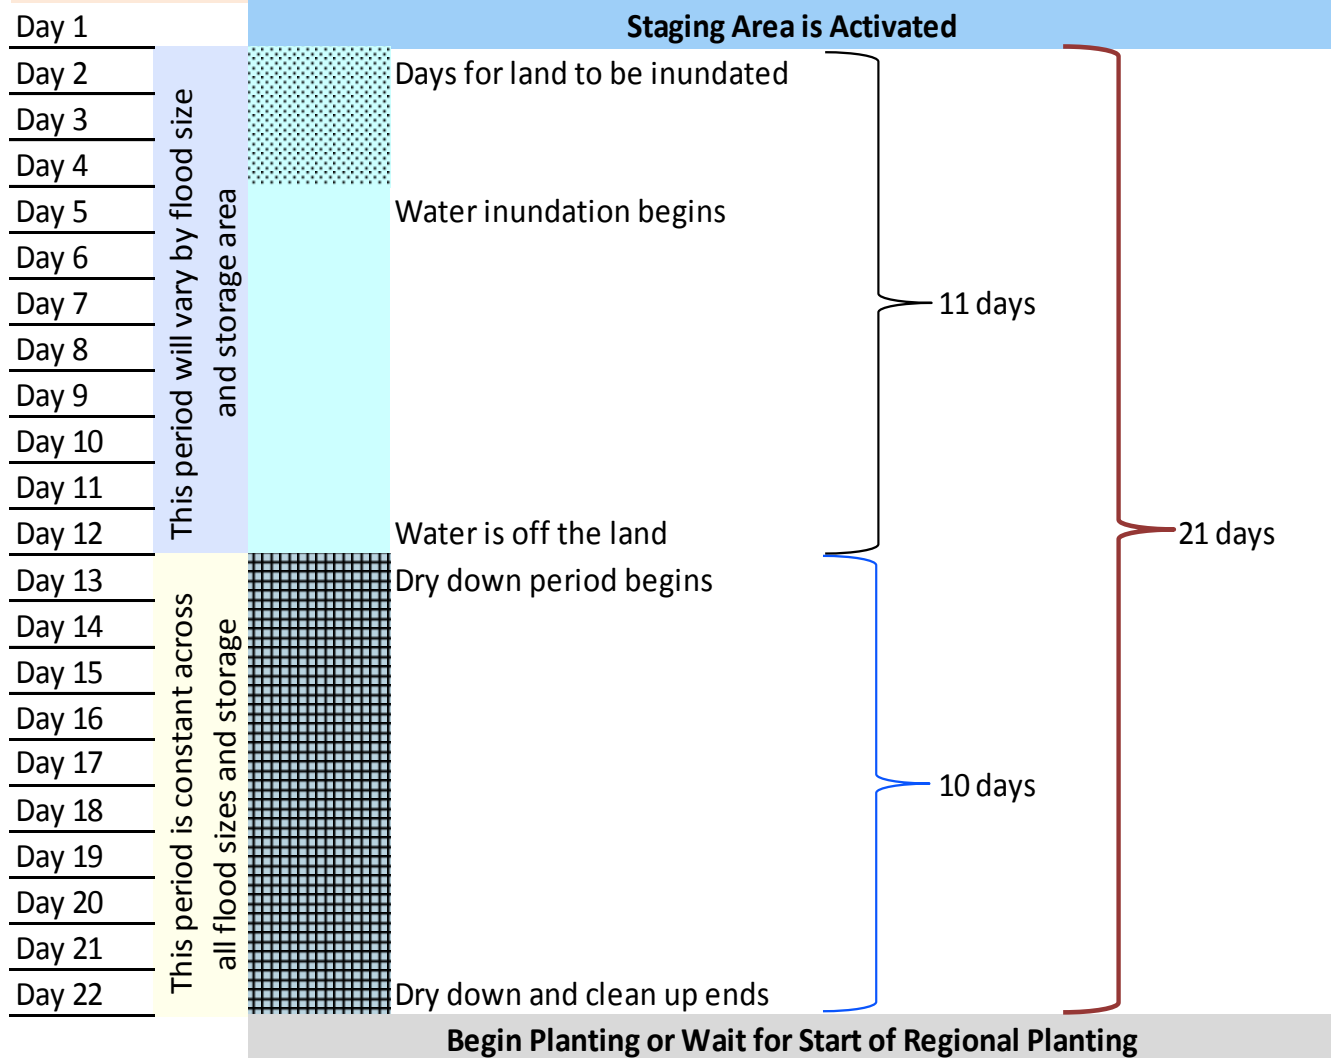 Day 1
Staging Area is Activated
Day 2
Days for land to be inundated
Day 3
Day 4
Day 5
Water inundation begins
Day 6
Day 7
11 days
Day 8
Day 9
Day 10
Day 11
Day 12
Water is off the land
21 days
This period will vary by flood size
and storage area
Day 13
Dry down period begins
Day 14
Day 15
Day 16
Day 17
10 days
Day 18
Day 19
Day 20
Day 21
Day 22
Dry down and clean up ends
This period is constant across
all flood sizes and storage
Begin Planting or Wait for Start of Regional Planting